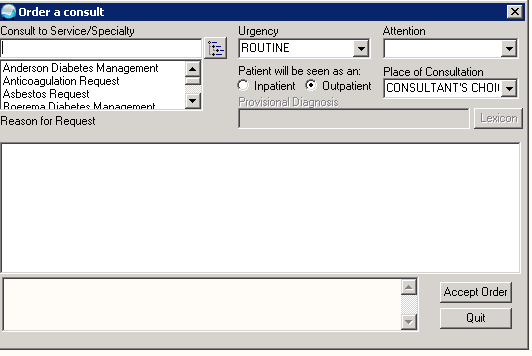 Order a consult
Consult to Service/Specialty
Urgency
Attention
ROUTINE
Anderson Diabetes Management
Anticoagulation Request
Asbestos Request
Boerema Diabetes Management
Patient will be seen as an:
Inpatient
Outpatient
Place of Consultation
CONSULTANT'S CHOI
Provisional Diagnosis
Lexicon
Reason for Request
Accept Order
Quit